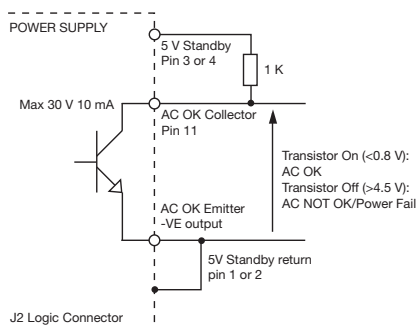 POWER SUPPLY
5 V Standby
Pin 3 or 4
1 K
Max 30 V 10 mA
AC OK Collector
Pin 11
Transistor On (<0.8 V):
AC OK
Transistor Off (>4.5 V):
AC NOT OK/Power Fail
AC OK Emitter
-VE output
5V Standby return
pin 1 or 2
J2 Logic Connector